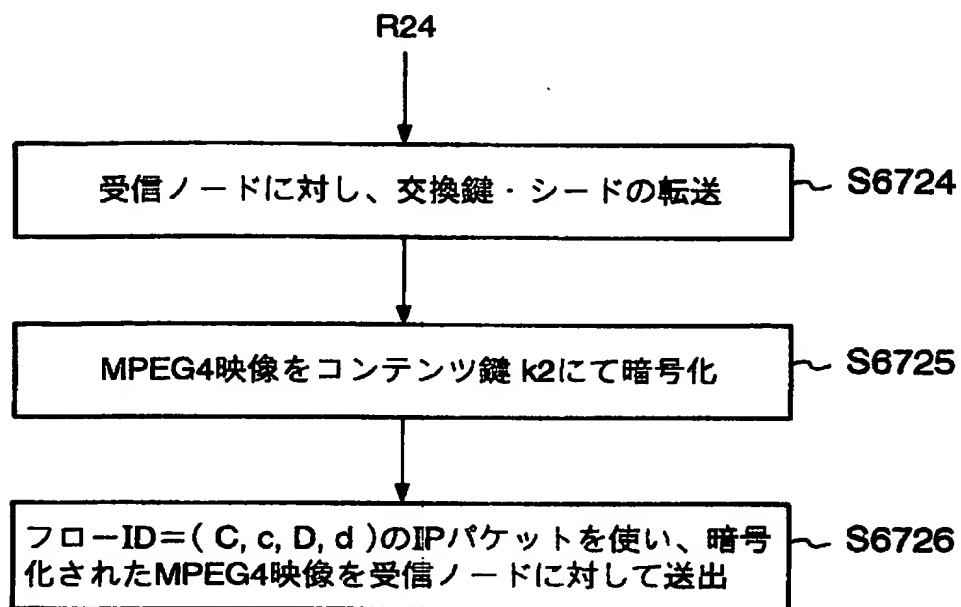 R24
受信ノードに対し、交換鍵・シードの転送
S6724
MPEG4映像をコンテンツ鍵 k2にて暗号化
S6725
フローID=( C, c, D, d )のIPパケットを使い、暗号
化されたMPEG4映像を受信ノードに対して送出
S6726